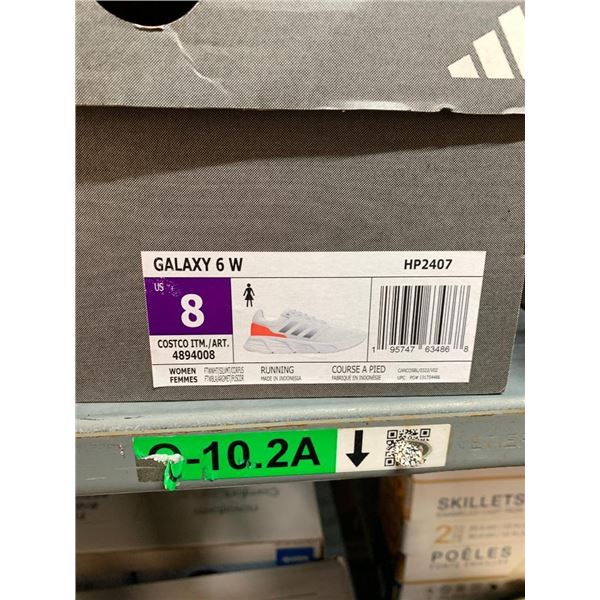 GALAXY 6 W HP2407
US
8
COSTCO ITM./ART.
4894008
1 95747 63486 8
WOMEN
FEMMES
RUNNING
MADE IN INDONESIA
COURSE A PIED
FABRIQUÉ EN INDONÉSIE
-10.2A
SKILLETS
2
POÊLES